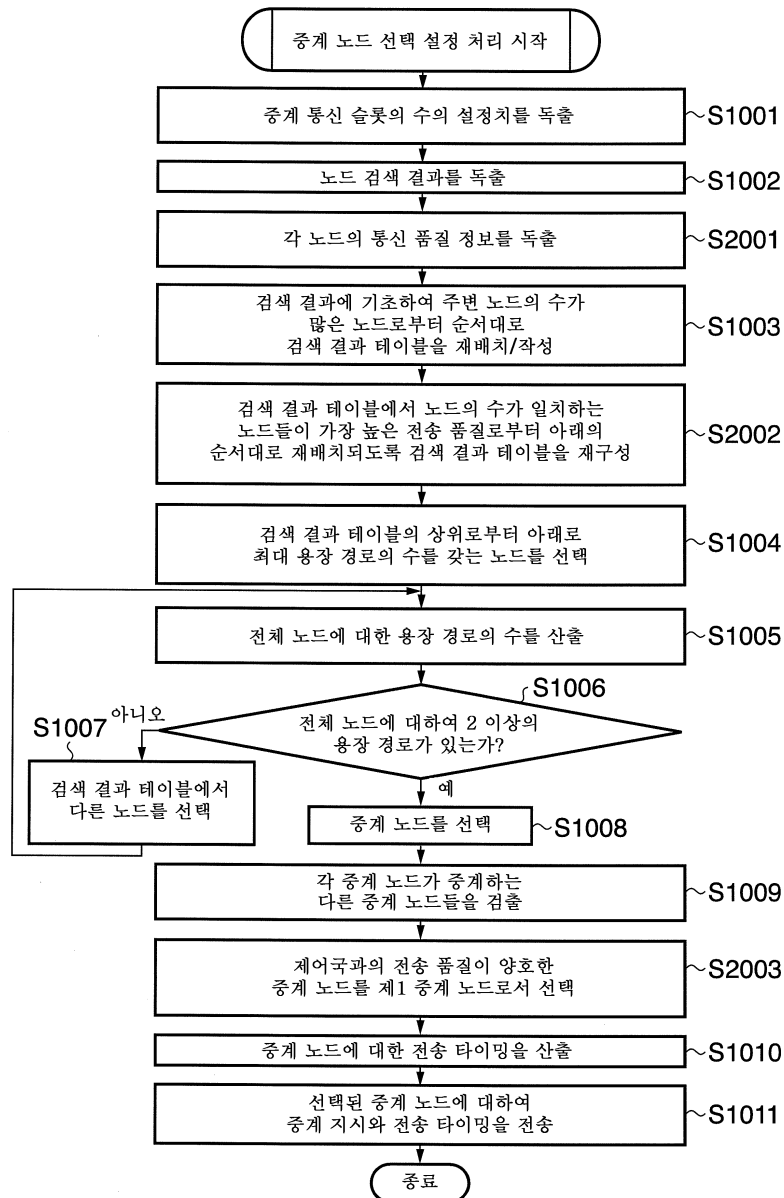 중계 노드 선택 설정 처리 시작
중계 통신 슬롯의 수의 설정치를 독출
S1001
노드 검색 결과를 독출
S1002
각 노드의 통신 품질 정보를 독출
S2001
검색 결과에 기초하여 주변 노드의 수가
많은 노드로부터 순서대로
검색 결과 테이블을 재배치/작성
S1003
검색 결과 테이블에서 노드의 수가 일치하는
노드들이 가장 높은 전송 품질로부터 아래의
순서대로 재배치되도록 검색 결과 테이블을 재구성
S2002
검색 결과 테이블의 상위로부터 아래로
최대 용장 경로의 수를 갖는 노드를 선택
S1004
전체 노드에 대한 용장 경로의 수를 산출
S1005
S1006
전체 노드에 대하여 2 이상의
용장 경로가 있는가?
아니오
S1007
검색 결과 테이블에서
다른 노드를 선택
예
중계 노드를 선택
S1008
각 중계 노드가 중계하는
다른 중계 노드들을 검출
S1009
제어국과의 전송 품질이 양호한
중계 노드를 제1 중계 노드로서 선택
S2003
중계 노드에 대한 전송 타이밍을 산출
S1010
선택된 중계 노드에 대하여
중계 지시와 전송 타이밍을 전송
S1011
종료